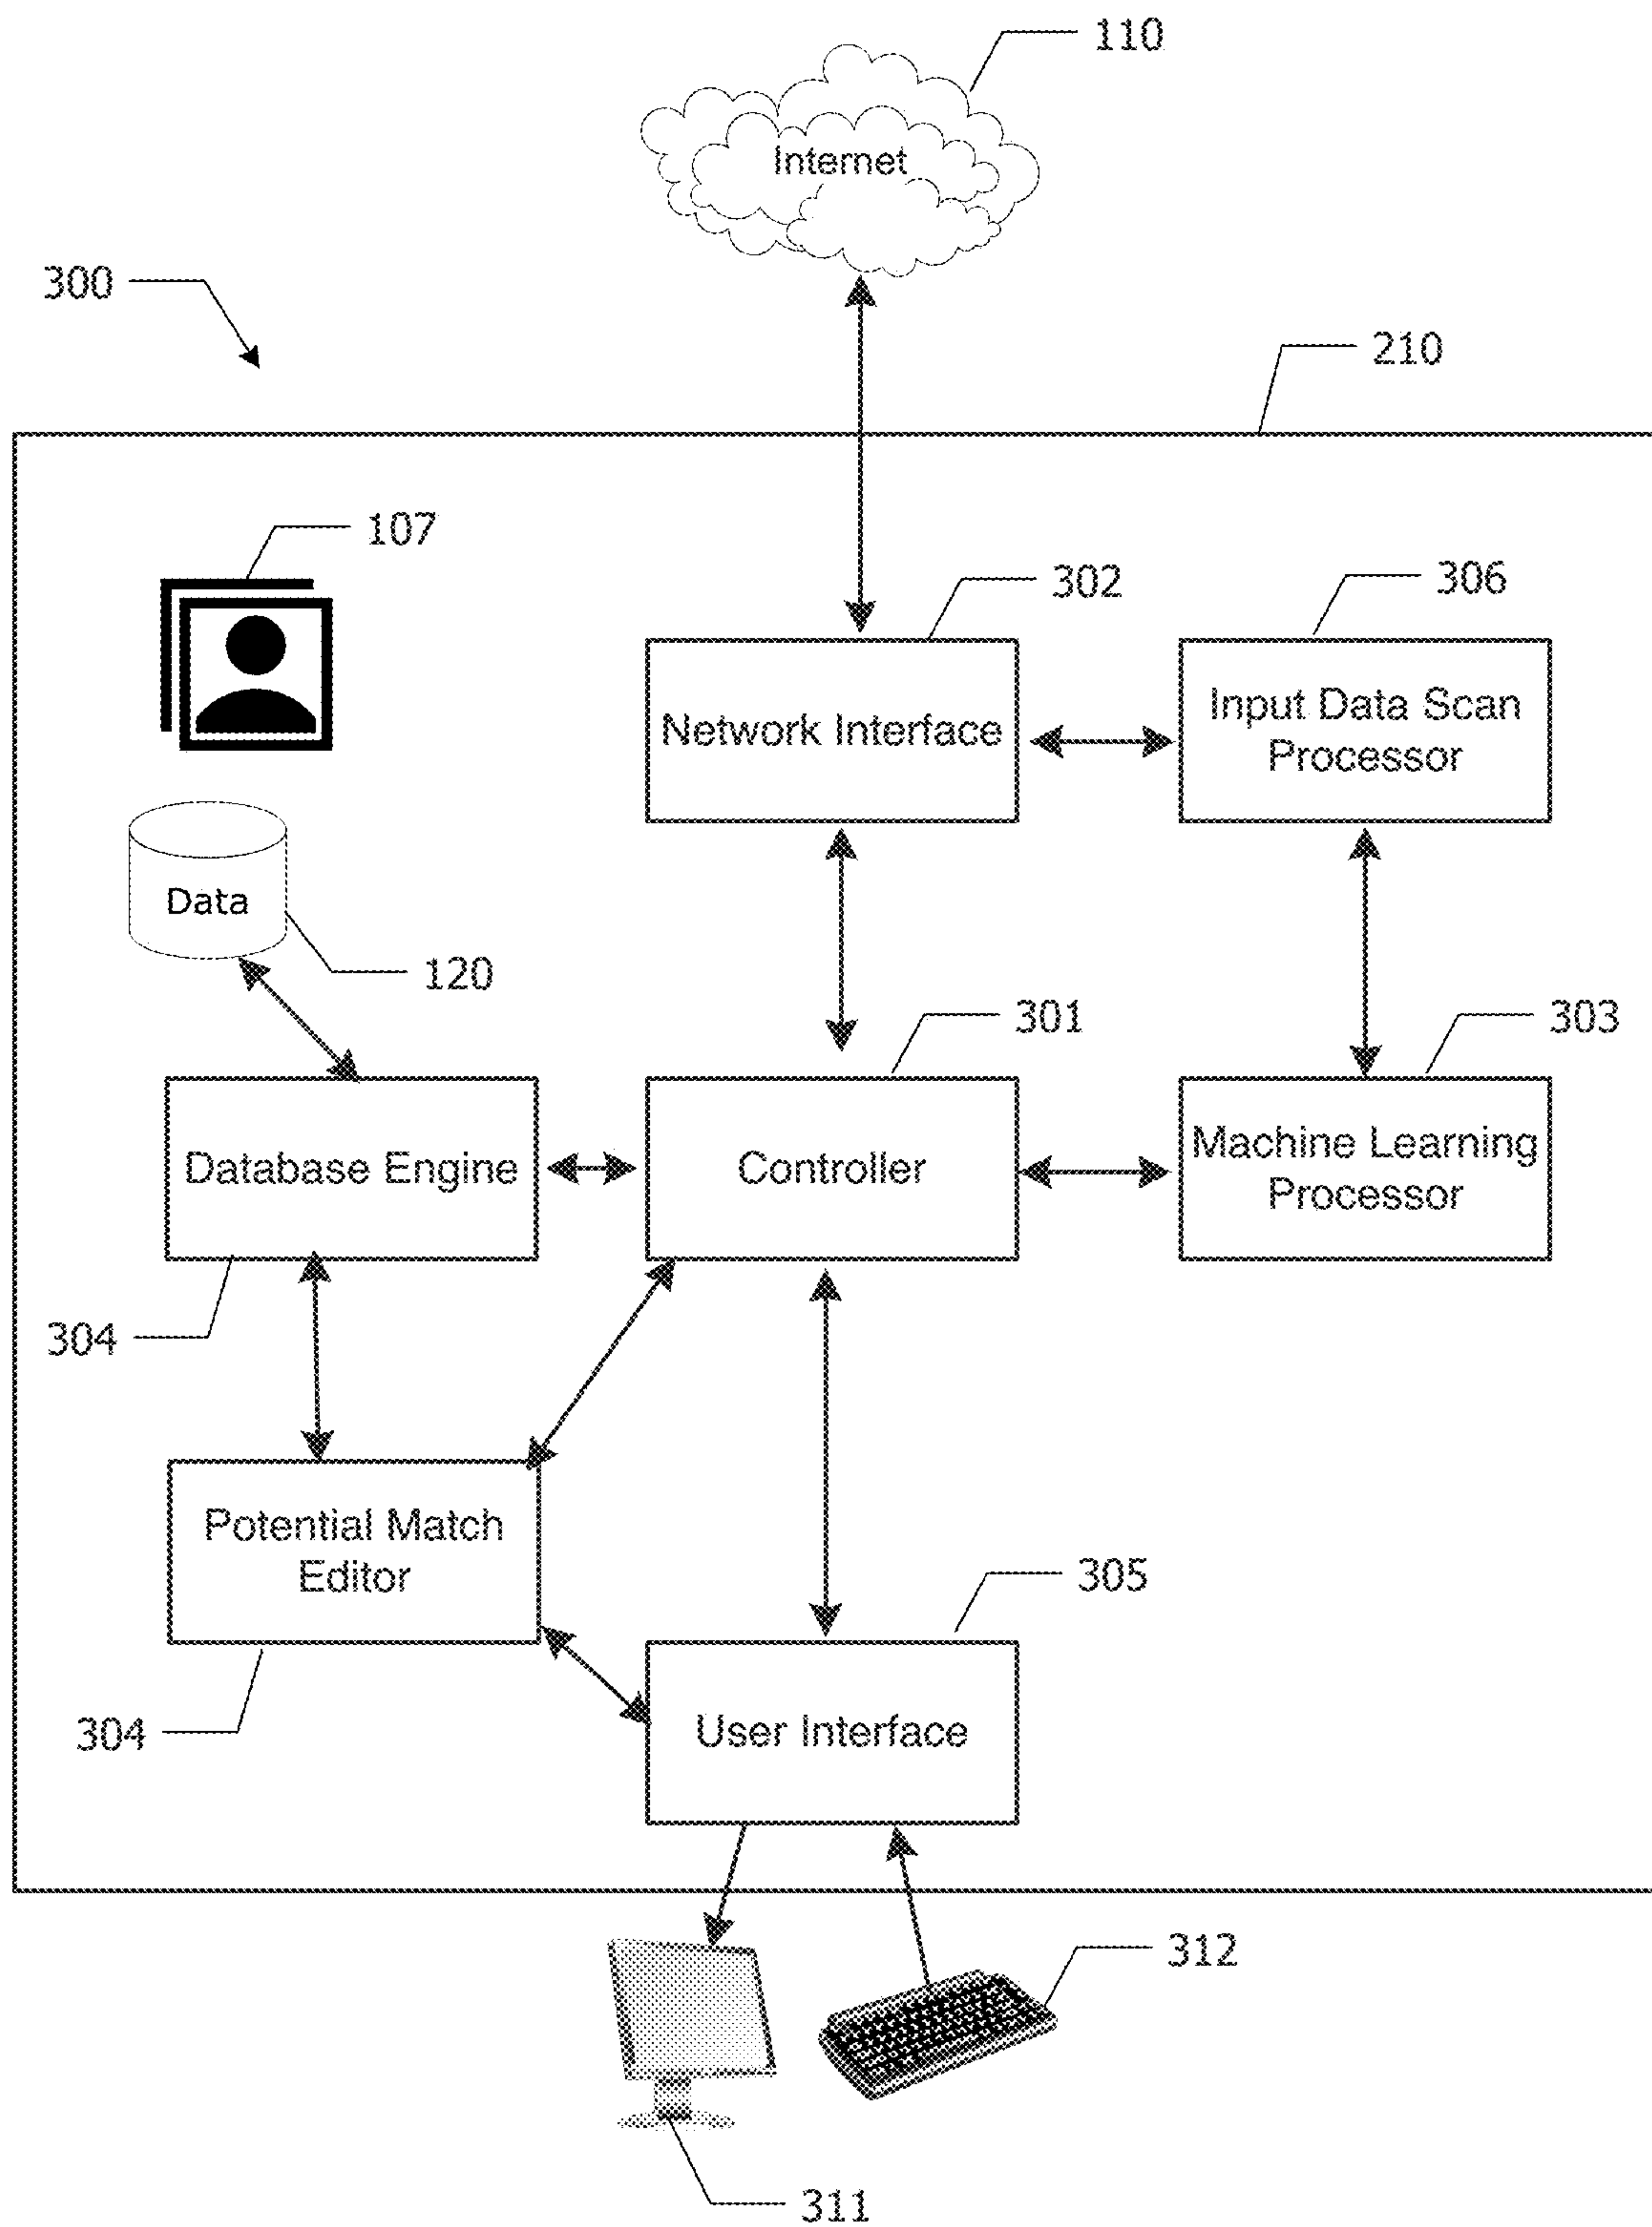 110
Internet
300
210
107
302
306
Network Interface
Input Data Scan
Processor
Data
120
301
303
Database Engine
Controller
Machine Learning
Processor
304
Potential Match
Editor
305
304
User Interface
312
311